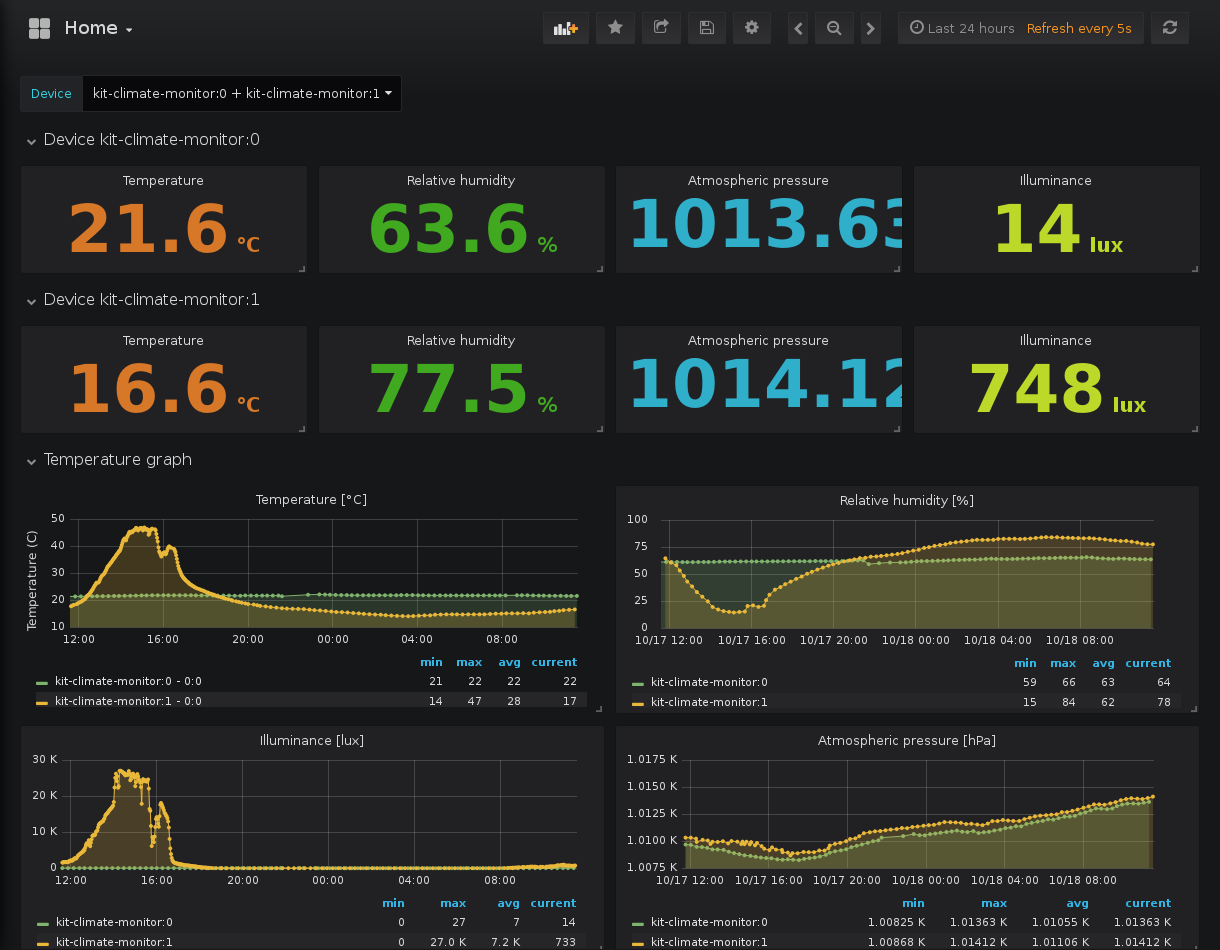 Home
Last 24 hours Refresh every 5s
Device kit-climate-monitor:0 + kit-climate-monitor:1
Device kit-climate-monitor:0
Temperature Relative humidity Atmospheric pressure Illuminance
21.6 °C 63.6 % 1013.63 14 lux
Device kit-climate-monitor:1
Temperature Relative humidity Atmospheric pressure Illuminance
16.6 °C 77.5 % 1014.12 748 lux
Temperature graph
Temperature [°C]
Temperature (C)
50
40
30
20
10
12:00 16:00 20:00 00:00 04:00 08:00
min max avg current
kit-climate-monitor:0 - 0:0 21 22 22 22
kit-climate-monitor:1 - 0:0 14 47 28 17
Relative humidity [%]
100
75
50
25
0
10/17 12:00 10/17 16:00 10/17 20:00 10/18 00:00 10/18 04:00 10/18 08:00
min max avg current
kit-climate-monitor:0 59 66 63 64
kit-climate-monitor:1 15 84 62 78
Illuminance [lux]
30 K
20 K
10 K
0
12:00 16:00 20:00 00:00 04:00 08:00
min max avg current
kit-climate-monitor:0 0 27 7 14
kit-climate-monitor:1 0 27.0 K 7.2 K 733
Atmospheric pressure [hPa]
1.0175 K
1.0150 K
1.0125 K
1.0100 K
1.0075 K
10/17 12:00 10/17 16:00 10/17 20:00 10/18 00:00 10/18 04:00 10/18 08:00
min max avg current
kit-climate-monitor:0 1.00825 K 1.01363 K 1.01055 K 1.01363 K
kit-climate-monitor:1 1.00868 K 1.01412 K 1.01106 K 1.01412 K